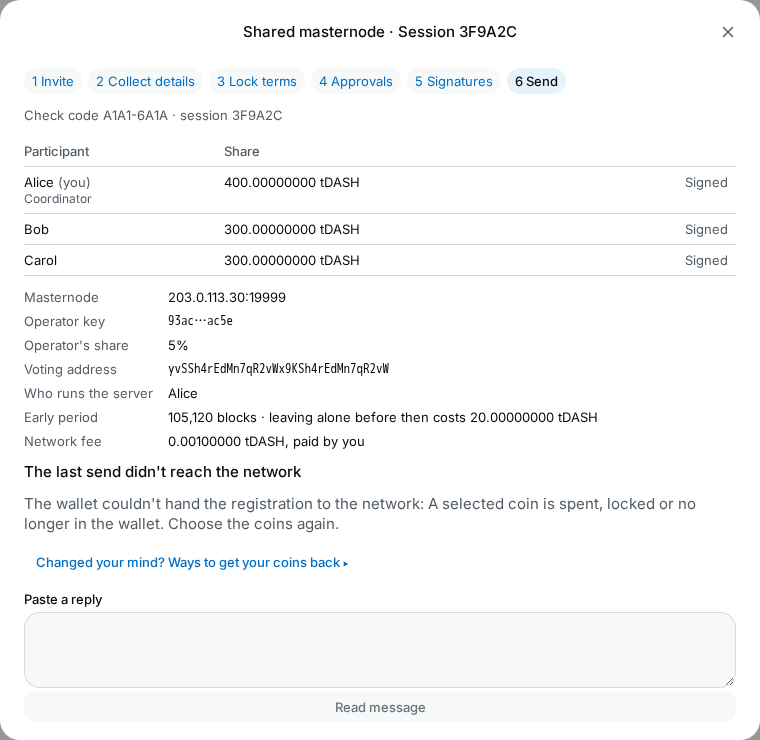 Shared masternode · Session 3F9A2C
1 Invite 2 Collect details 3 Lock terms 4 Approvals 5 Signatures 6 Send
Check code A1A1-6A1A · session 3F9A2C
Participant Share
Alice (you) 400.00000000 tDASH Signed
Coordinator
Bob 300.00000000 tDASH Signed
Carol 300.00000000 tDASH Signed
Masternode 203.0.113.30:19999
Operator key 93ac···ac5e
Operator's share 5%
Voting address yvSSh4rEdMn7qR2vWx9KSh4rEdMn7qR2vW
Who runs the server Alice
Early period 105,120 blocks · leaving alone before then costs 20.00000000 tDASH
Network fee 0.00100000 tDASH, paid by you
The last send didn't reach the network
The wallet couldn't hand the registration to the network: A selected coin is spent, locked or no
longer in the wallet. Choose the coins again.
Changed your mind? Ways to get your coins back ▸
Paste a reply
Read message